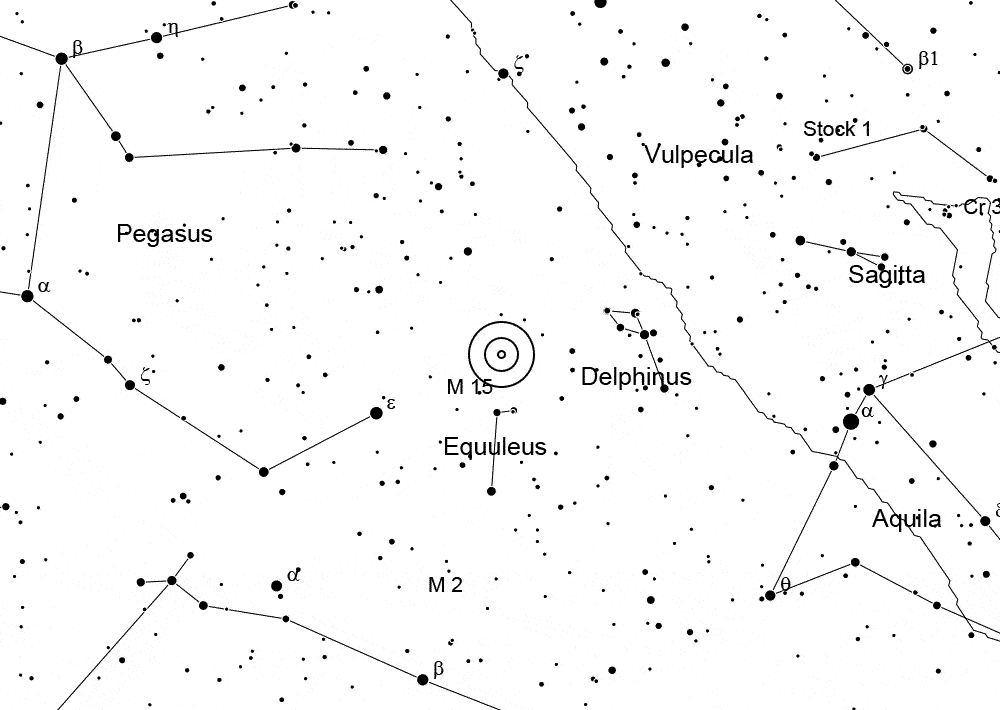 β
η
ζ
β1
Stock 1
Vulpecula
Cr 3
Pegasus
Sagitta
α
ζ
Delphinus
γ
M 15
ε
α
Equuleus
Aquila
δ
α
M 2
θ
β